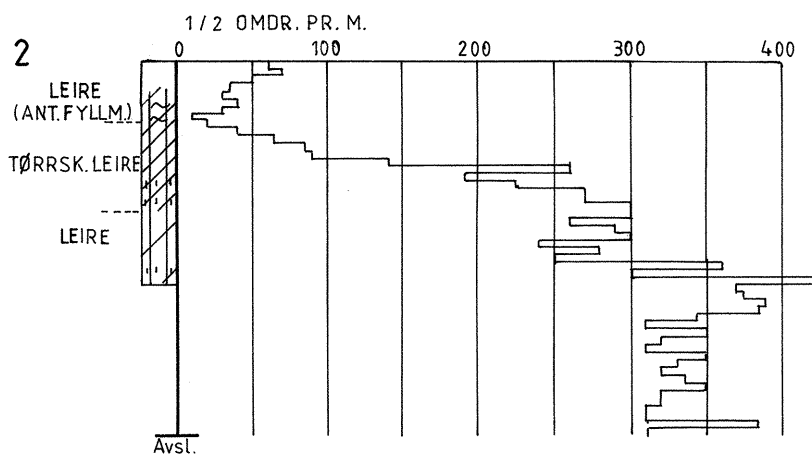 1/2 OMDR. PR. M.
2
0 100 200 300 400
LEIRE
(ANT. FYLLM.)
TØRRSK. LEIRE
LEIRE
Avsl.